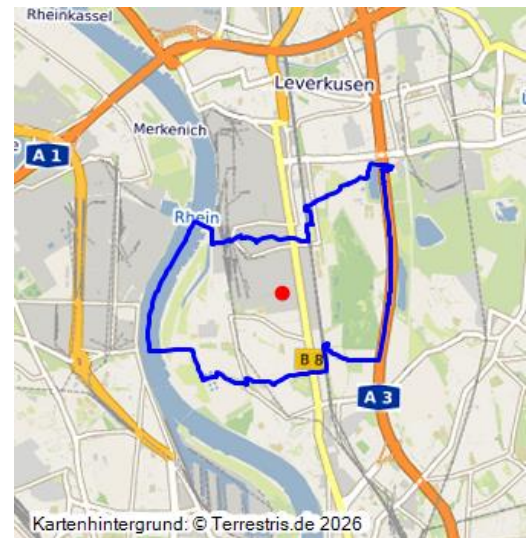 Rheinkassel
Leverkusen
Merkenich
A 1
Rhein
B 8
A 3
Kartenhintergrund: © Terrestris.de 2026